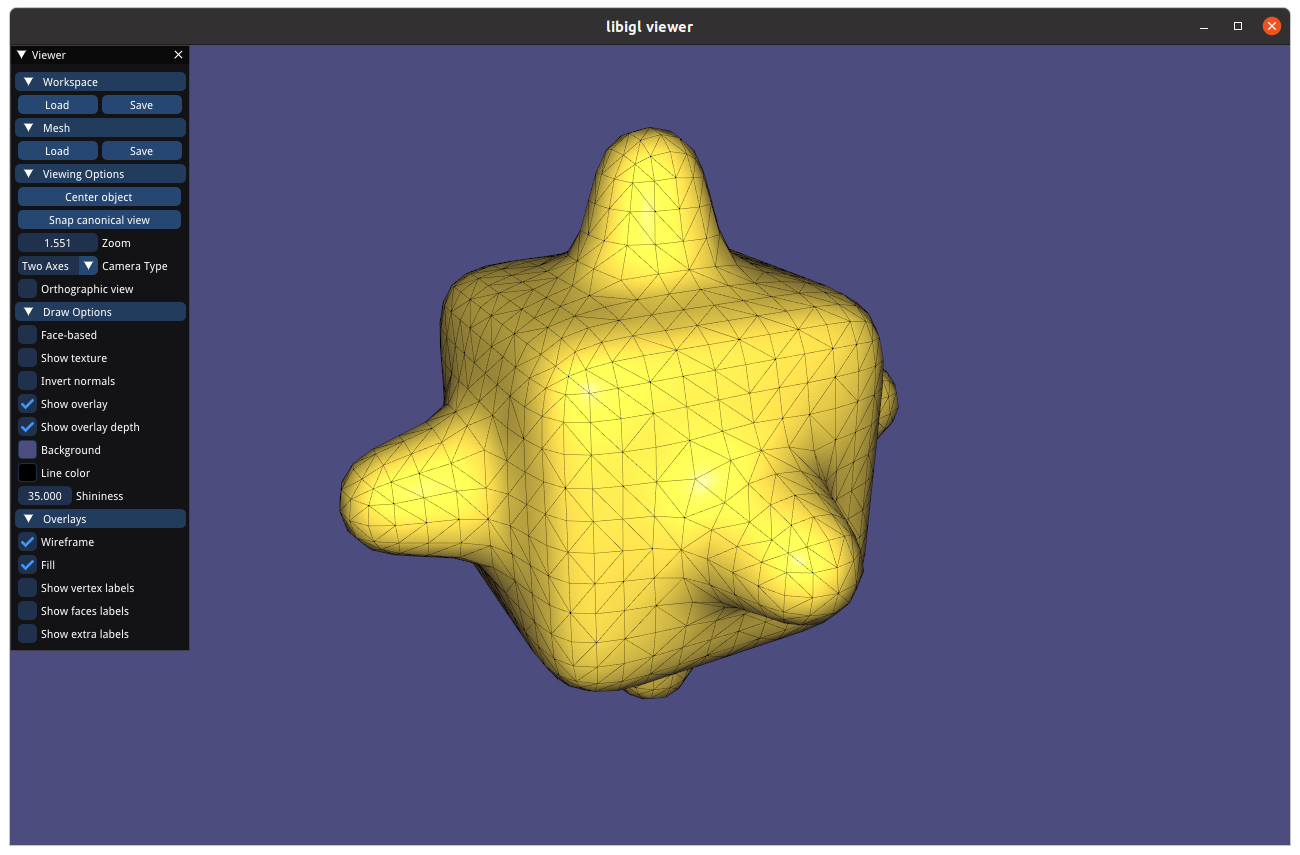 libigl viewer
Viewer
Workspace
Load Save
Mesh
Load Save
Viewing Options
Center object
Snap canonical view
1.551 Zoom
Two Axes Camera Type
Orthographic view
Draw Options
Face-based
Show texture
Invert normals
Show overlay
Show overlay depth
Background
Line color
35.000 Shininess
Overlays
Wireframe
Fill
Show vertex labels
Show faces labels
Show extra labels